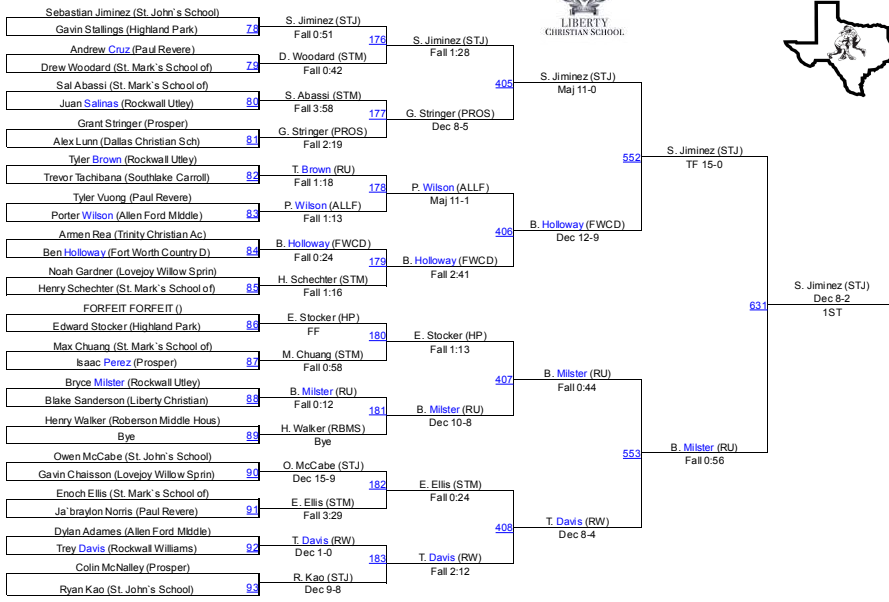 LIBERTY
CHRISTIAN SCHOOL
Sebastian Jiminez (St. John`s School)
Gavin Stallings (Highland Park)
78
Andrew Cruz (Paul Revere)
Drew Woodard (St. Mark`s School of)
79
Sal Abassi (St. Mark`s School of)
Juan Salinas (Rockwall Utley)
80
Grant Stringer (Prosper)
Alex Lunn (Dallas Christian Sch)
81
Tyler Brown (Rockwall Utley)
Trevor Tachibana (Southlake Carroll)
82
Tyler Vuong (Paul Revere)
Porter Wilson (Allen Ford MIddle)
83
Armen Rea (Trinity Christian Ac)
Ben Holloway (Fort Worth Country D)
84
Noah Gardner (Lovejoy Willow Sprin)
Henry Schechter (St. Mark`s School of)
85
FORFEIT FORFEIT ()
Edward Stocker (Highland Park)
86
Max Chuang (St. Mark`s School of)
Isaac Perez (Prosper)
87
Bryce Milster (Rockwall Utley)
Blake Sanderson (Liberty Christian)
88
Henry Walker (Roberson Middle Hous)
Bye
89
Owen McCabe (St. John`s School)
Gavin Chaisson (Lovejoy Willow Sprin)
90
Enoch Ellis (St. Mark`s School of)
Ja`braylon Norris (Paul Revere)
91
Dylan Adames (Allen Ford MIddle)
Trey Davis (Rockwall Williams)
92
Colin McNalley (Prosper)
Ryan Kao (St. John`s School)
93
S. Jiminez (STJ)
Fall 0:51
176
D. Woodard (STM)
Fall 0:42
S. Abassi (STM)
Fall 3:58
177
G. Stringer (PROS)
Fall 2:19
T. Brown (RU)
Fall 1:18
178
P. Wilson (ALLF)
Fall 1:13
B. Holloway (FWCD)
Fall 0:24
179
H. Schechter (STM)
Fall 1:16
E. Stocker (HP)
FF
180
M. Chuang (STM)
Fall 0:58
B. Milster (RU)
Fall 0:12
181
H. Walker (RBMS)
Bye
O. McCabe (STJ)
Dec 15-9
182
E. Ellis (STM)
Fall 3:29
T. Davis (RW)
Dec 1-0
183
R. Kao (STJ)
Dec 9-8
S. Jiminez (STJ)
Fall 1:28
405
G. Stringer (PROS)
Dec 8-5
P. Wilson (ALLF)
Maj 11-1
406
B. Holloway (FWCD)
Fall 2:41
E. Stocker (HP)
Fall 1:13
407
B. Milster (RU)
Dec 10-8
E. Ellis (STM)
Fall 0:24
408
T. Davis (RW)
Fall 2:12
S. Jiminez (STJ)
Maj 11-0
552
B. Holloway (FWCD)
Dec 12-9
B. Milster (RU)
Fall 0:44
553
T. Davis (RW)
Dec 8-4
S. Jiminez (STJ)
TF 15-0
631
B. Milster (RU)
Fall 0:56
S. Jiminez (STJ)
Dec 8-2
1ST